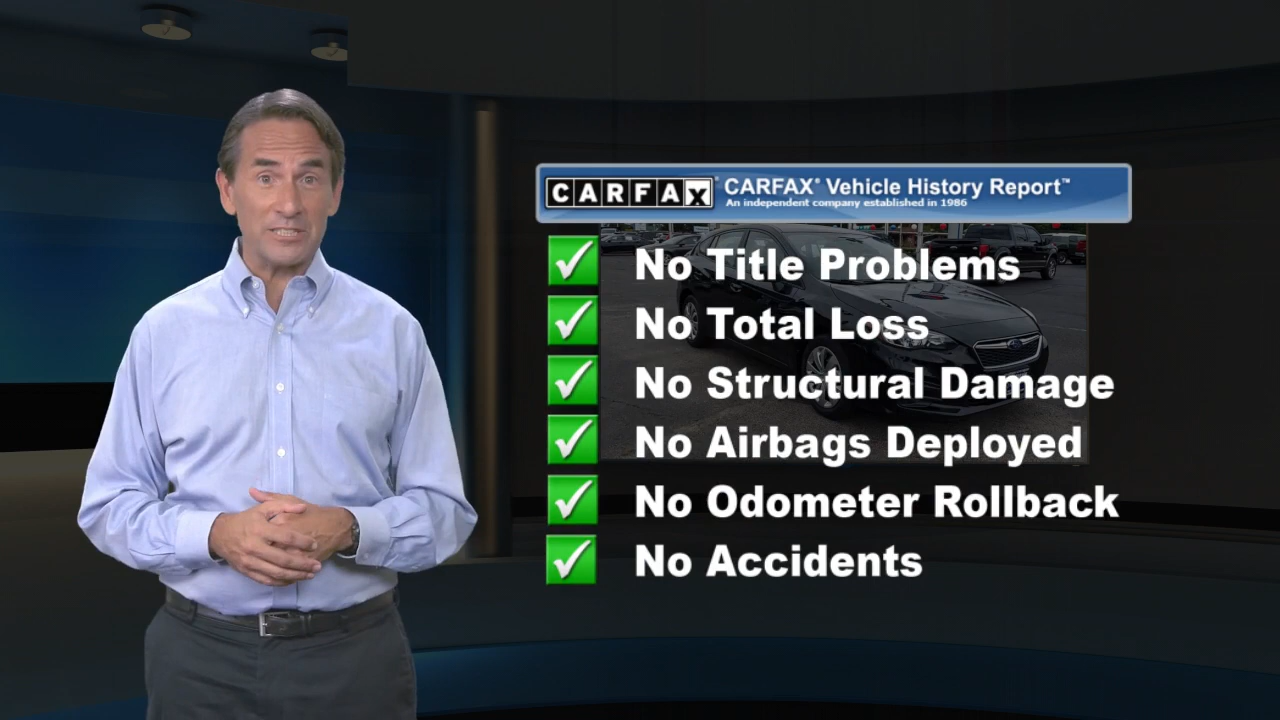 CARFAX
CARFAX® Vehicle History Report™
An independent company established in 1986
No Title Problems
No Total Loss
No Structural Damage
No Airbags Deployed
No Odometer Rollback
No Accidents